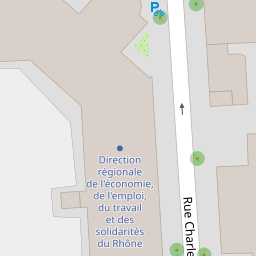 P
Direction
régionale
de l'économie,
de l'emploi,
du travail
et des
solidarités
du Rhône
Rue Charle